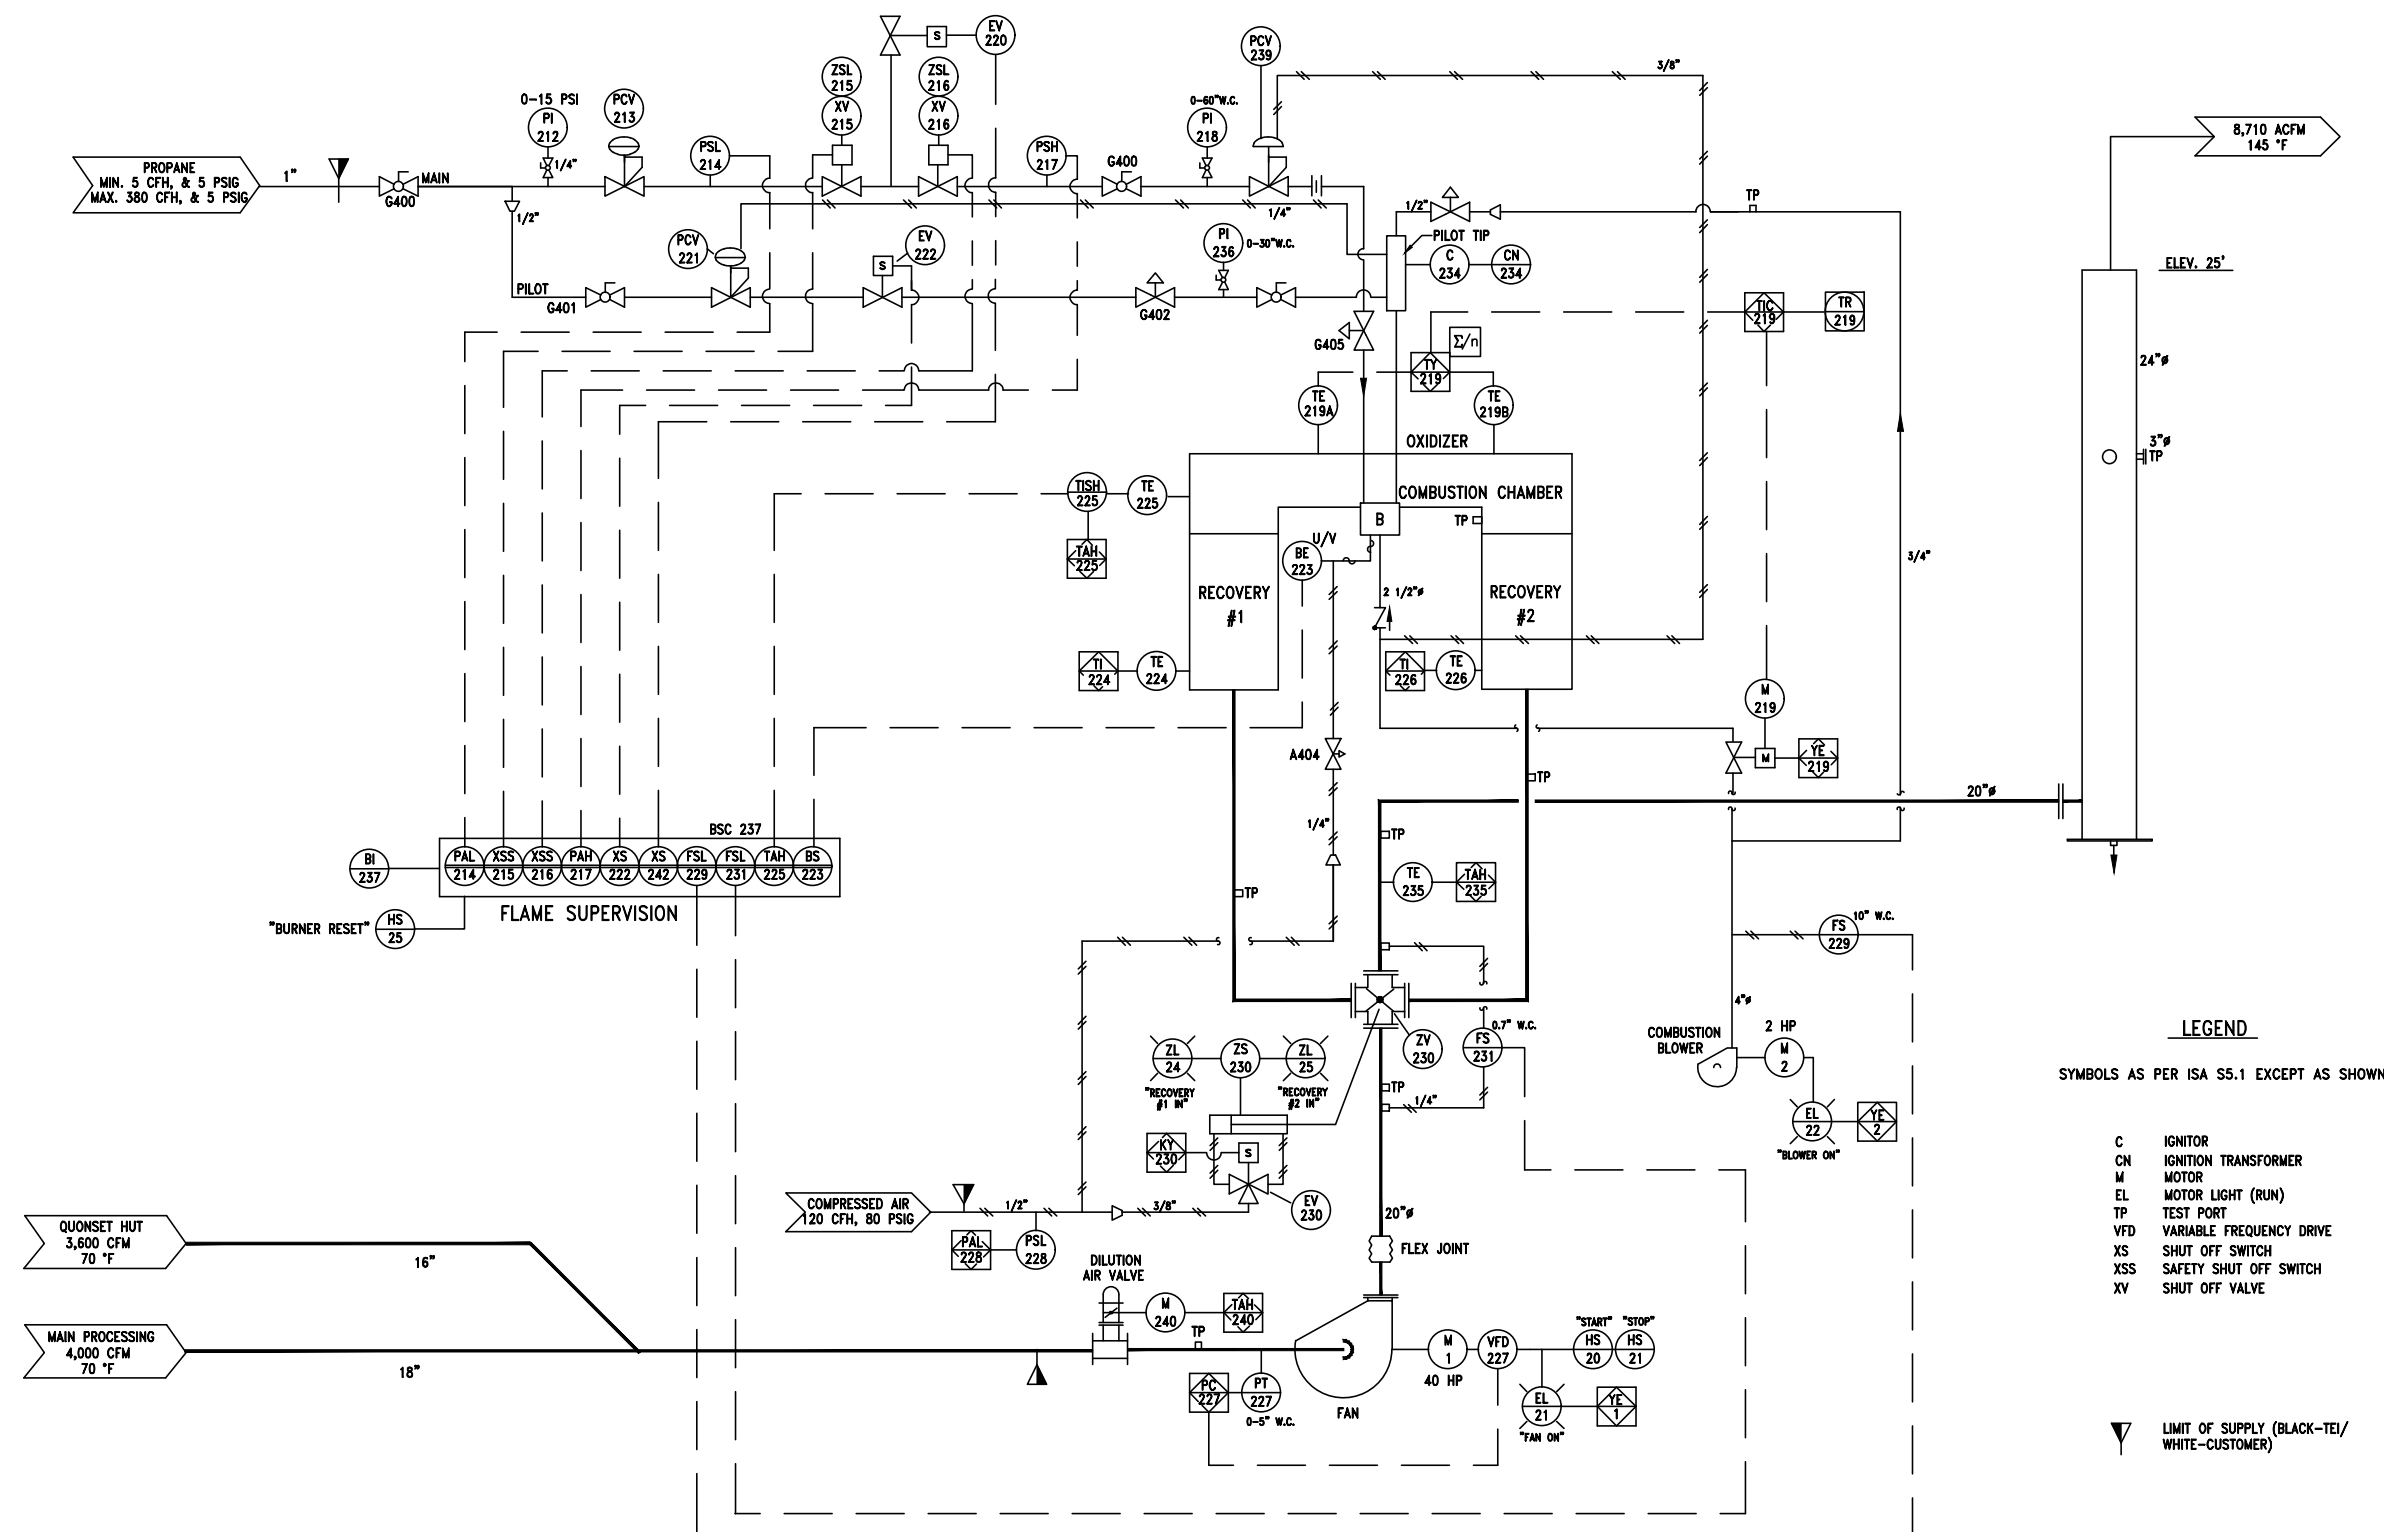 EV
220
PCV
239
3/8"
ZSL
215
ZSL
216
0-15 PSI
PCV
213
PI
212
XV
215
XV
216
0-60"W.C.
PI
218
8,710 ACFM
145 °F
PROPANE
MIN. 5 CFH, & 5 PSIG
MAX. 380 CFH, & 5 PSIG
1"
G400
MAIN
1/4"
PSL
214
PSH
217
G400
1/2"
1/4"
1/2"
TP
PILOT TIP
PCV
221
S
EV
222
S
PI
236
0-30"W.C.
C
234
CN
234
ELEV. 25'
PILOT
G401
G402
TIC
219
TR
219
G405
Σ/n
TY
219
24"ø
TE
219A
TE
219B
OXIDIZER
3"ø
TP
TISH
225
TE
225
COMBUSTION CHAMBER
B
TP
TAH
225
U/V
BE
223
3/4"
RECOVERY
#1
2 1/2"ø
RECOVERY
#2
TI
224
TE
224
TI
226
TE
226
M
219
A404
M
YE
219
TP
20"ø
1/4"
TP
BSC 237
BI
237
PAL
214
XSS
215
XSS
216
PAH
217
XS
222
XS
242
FSL
229
FSL
231
TAH
225
BS
223
TE
235
TAH
235
TP
FLAME SUPERVISION
"BURNER RESET"
HS
25
FS
229
10" W.C.
4"ø
0.7" W.C.
ZL
24
ZS
230
ZL
25
ZV
230
FS
231
COMBUSTION
BLOWER
2 HP
M
2
LEGEND
SYMBOLS AS PER ISA S5.1 EXCEPT AS SHOWN
"RECOVERY
#1 IN"
"RECOVERY
#2 IN"
TP
1/4"
EL
22
YE
2
"BLOWER ON"
KY
230
S
C IGNITOR
CN IGNITION TRANSFORMER
M MOTOR
EL MOTOR LIGHT (RUN)
TP TEST PORT
VFD VARIABLE FREQUENCY DRIVE
XS SHUT OFF SWITCH
XSS SAFETY SHUT OFF SWITCH
XV SHUT OFF VALVE
COMPRESSED AIR
120 CFH, 80 PSIG
1/2"
3/8"
EV
230
20"ø
PAL
228
PSL
228
FLEX JOINT
QUONSET HUT
3,600 CFM
70 °F
16"
DILUTION
AIR VALVE
M
240
TAH
240
MAIN PROCESSING
4,000 CFM
70 °F
18"
TP
"START"
"STOP"
M
1
VFD
227
HS
20
HS
21
40 HP
PC
227
PT
227
0-5" W.C.
FAN
EL
21
YE
1
"FAN ON"
LIMIT OF SUPPLY (BLACK-TEI/
WHITE-CUSTOMER)